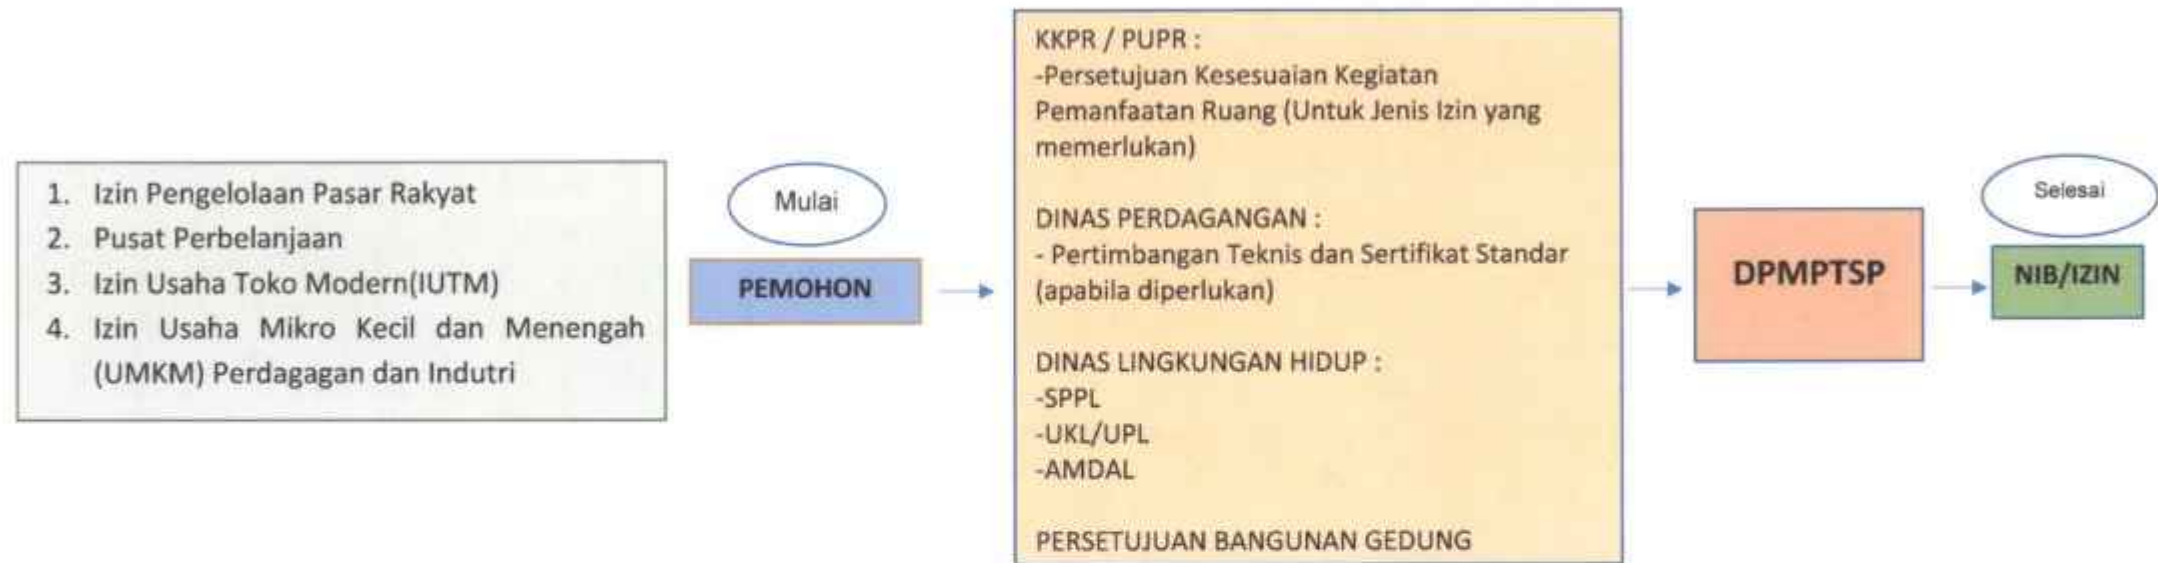 1. Izin Pengelolaan Pasar Rakyat
2. Pusat Perbelanjaan
3. Izin Usaha Toko Modern(IUTM)
4. Izin Usaha Mikro Kecil dan Menengah
(UMKM) Perdagagan dan Indutri
Mulai
PEMOHON
KKPR / PUPR :
-Persetujuan Kesesuaian Kegiatan
Pemanfaatan Ruang (Untuk Jenis Izin yang
memerlukan)
DINAS PERDAGANGAN :
- Pertimbangan Teknis dan Sertifikat Standar
(apabila diperlukan)
DINAS LINGKUNGAN HIDUP :
-SPPL
-UKL/UPL
-AMDAL
PERSETUJUAN BANGUNAN GEDUNG
DPMPTSP
Selesai
NIB/IZIN